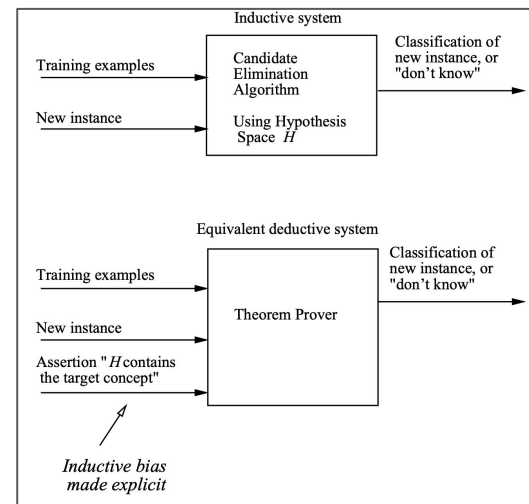 Inductive system
Training examples
New instance
Candidate
Elimination
Algorithm
Using Hypothesis
Space H
Classification of
new instance, or
"don't know"
Equivalent deductive system
Training examples
New instance
Assertion " H contains
the target concept"
Theorem Prover
Classification of
new instance, or
"don't know"
Inductive bias
made explicit